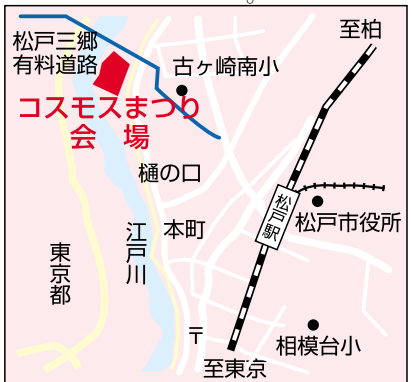 至柏
松戸三郷
有料道路
古ヶ崎南小
コスモスまつり
会 場
樋の口
松戸駅
本町
江戸川
松戸市役所
東京都
〒
相模台小
至東京